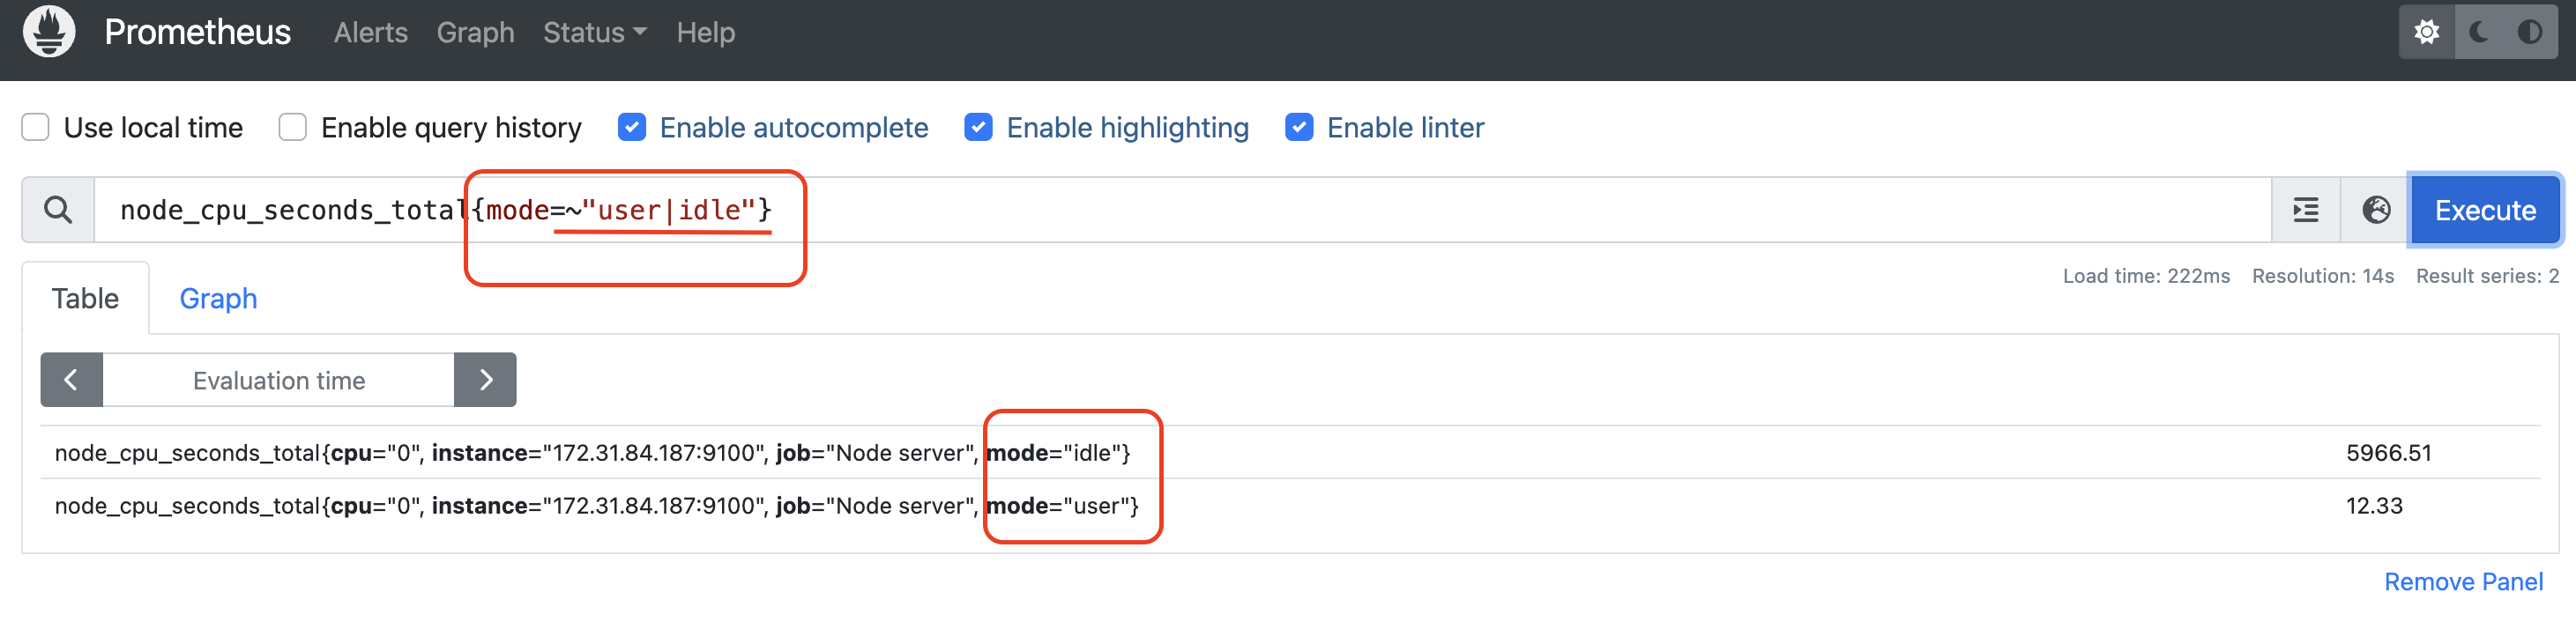 Prometheus Alerts Graph Status Help
Use local time Enable query history Enable autocomplete Enable highlighting Enable linter
node_cpu_seconds_total{mode=~"user|idle"} Execute
Load time: 222ms Resolution: 14s Result series: 2
Table Graph
Evaluation time
node_cpu_seconds_total{cpu="0", instance="172.31.84.187:9100", job="Node server", mode="idle"} 5966.51
node_cpu_seconds_total{cpu="0", instance="172.31.84.187:9100", job="Node server", mode="user"} 12.33
Remove Panel